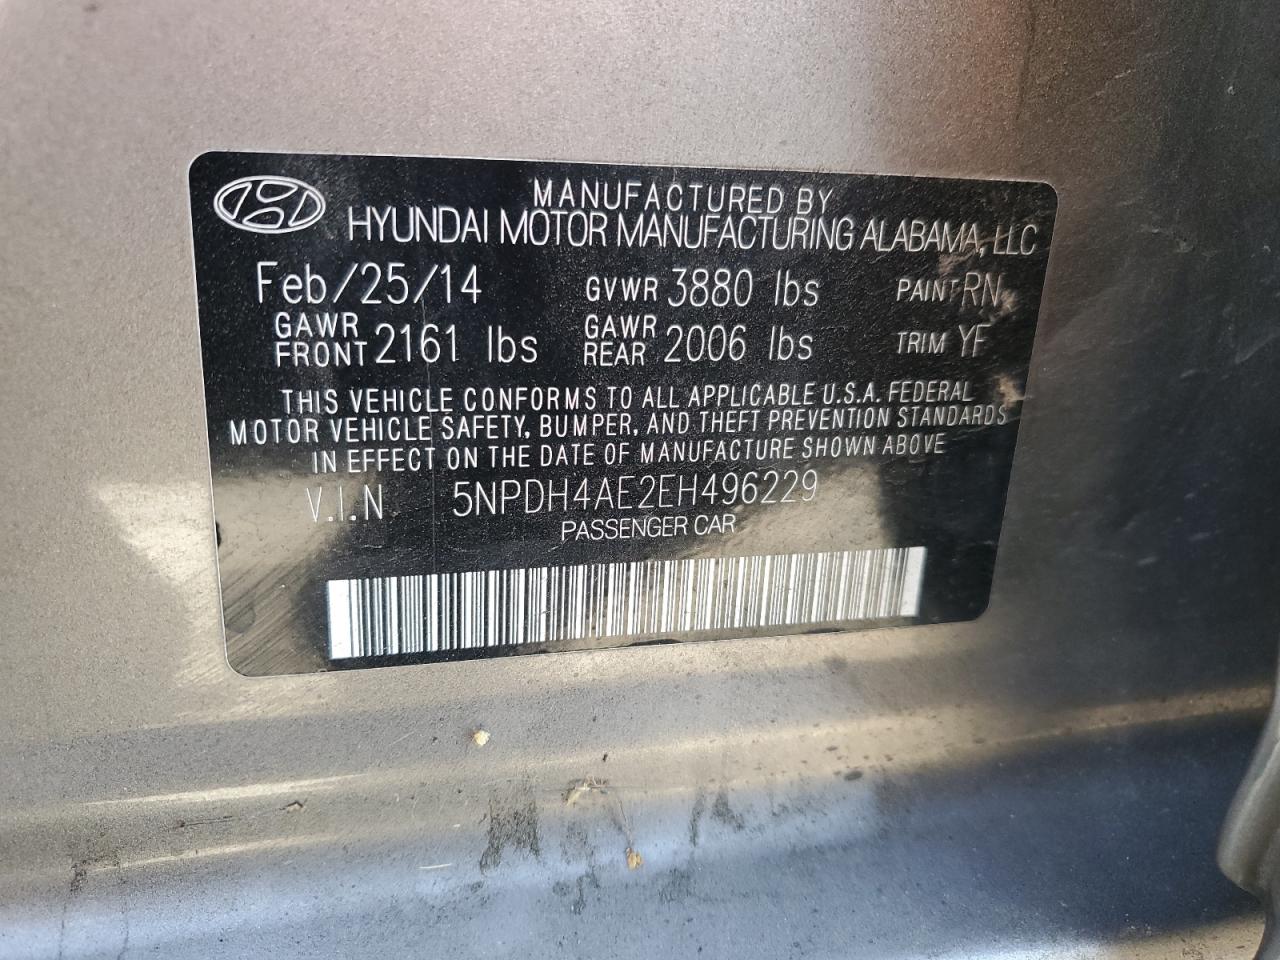 MANUFACTURED BY
HYUNDAI MOTOR MANUFACTURING ALABAMA, LLC
Feb/25/14 GVWR 3880 lbs PAINT RN
GAWR FRONT 2161 lbs GAWR REAR 2006 lbs TRIM YF
THIS VEHICLE CONFORMS TO ALL APPLICABLE U.S.A. FEDERAL
MOTOR VEHICLE SAFETY, BUMPER, AND THEFT PREVENTION STANDARDS
IN EFFECT ON THE DATE OF MANUFACTURE SHOWN ABOVE
V.I.N 5NPDH4AE2EH496229
PASSENGER CAR